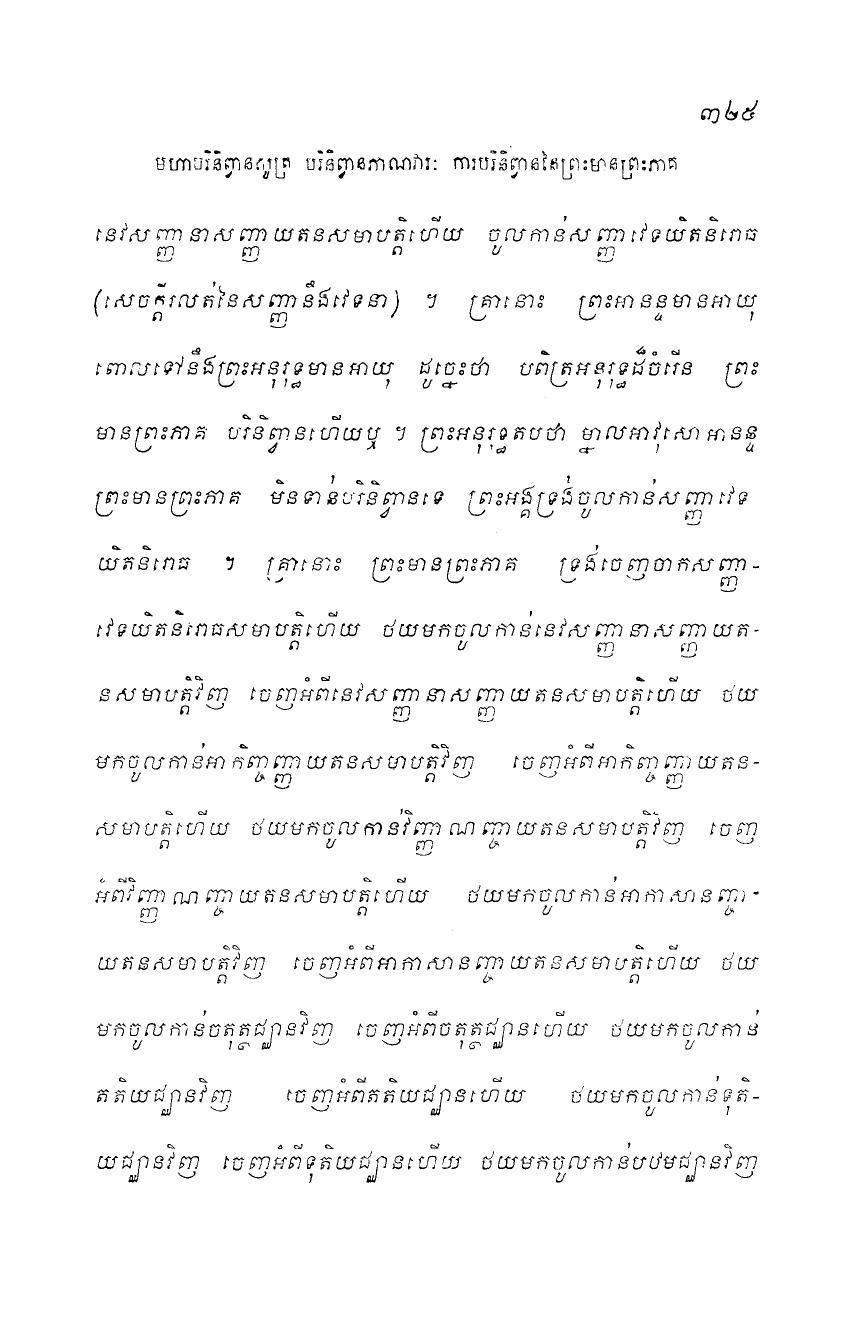 ៣២៥
មហាបរិនិព្វានសូត្រ បរិនិព្វានភាណវារៈ ការបរិនិព្វាននៃព្រះមានព្រះភាគ
នេវសញ្ញានាសញ្ញាយតនសមាបត្តិហើយ ចូលកាន់សញ្ញាវេទយិតនិរោធ
(សេចក្តីរលត់នៃសញ្ញានឹងវេទនា) ។ គ្រានោះ ព្រះអានន្ទមានអាយុ
ពោលទៅនឹងព្រះអនុរុទ្ធមានអាយុ ដូច្នេះថា បពិត្រអនុរុទ្ធដ៏ចំរើន ព្រះ
មានព្រះភាគ បរិនិព្វានហើយឬ ។ ព្រះអនុរុទ្ធតបថា ម្នាលអាវុសោអានន្ទ
ព្រះមានព្រះភាគ មិនទាន់បរិនិព្វានទេ ព្រះអង្គទ្រង់ចូលកាន់សញ្ញាវេទ
យិតនិរោធ ។ គ្រានោះ ព្រះមានព្រះភាគ ទ្រង់ចេញចាកសញ្ញា-
វេទយិតនិរោធសមាបត្តិហើយ ថយមកចូលកាន់នេវសញ្ញានាសញ្ញាយត-
នសមាបត្តិវិញ ចេញអំពីនេវសញ្ញានាសញ្ញាយតនសមាបត្តិហើយ ថយ
មកចូលកាន់អាកិញ្ចញ្ញាយតនសមាបត្តិវិញ ចេញអំពីអាកិញ្ចញ្ញាយតន-
សមាបត្តិហើយ ថយមកចូលកាន់វិញ្ញាណញ្ចាយតនសមាបត្តិវិញ ចេញ
អំពីវិញ្ញាណញ្ចាយតនសមាបត្តិហើយ ថយមកចូលកាន់អាកាសានញ្ចា-
យតនសមាបត្តិវិញ ចេញអំពីអាកាសានញ្ចាយតនសមាបត្តិហើយ ថយ
មកចូលកាន់ចតុត្ថជ្ឈានវិញ ចេញអំពីចតុត្ថជ្ឈានហើយ ថយមកចូលកាន់
តតិយជ្ឈានវិញ ចេញអំពីតតិយជ្ឈានហើយ ថយមកចូលកាន់ទុតិ-
យជ្ឈានវិញ ចេញអំពីទុតិយជ្ឈានហើយ ថយមកចូលកាន់បឋមជ្ឈានវិញ